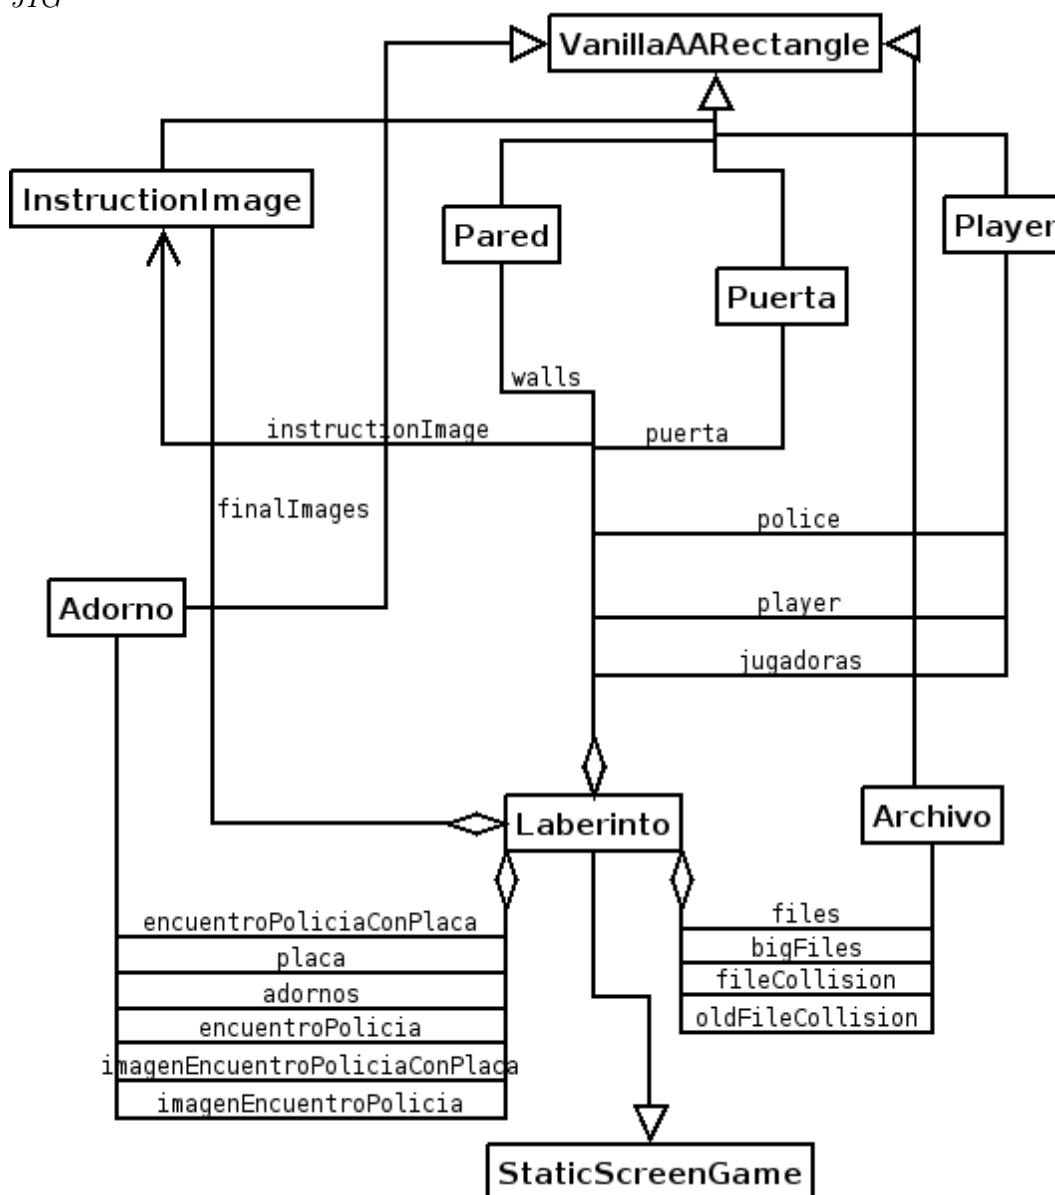 JIG
VanillaAARectangle
InstructionImage
Pared
Player
Puerta
walls
instructionImage
puerta
finalImages
police
Adorno
player
jugadoras
Laberinto
Archivo
encuentroPoliciaConPlaca
files
placa
bigFiles
adornos
fileCollision
encuentroPolicia
oldFileCollision
imagenEncuentroPoliciaConPlaca
imagenEncuentroPolicia
StaticScreenGame